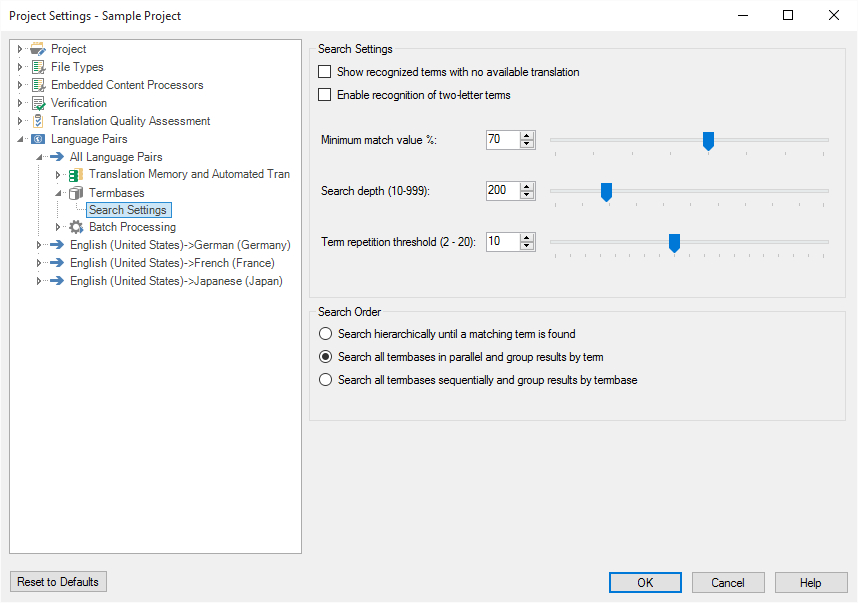 Project Settings - Sample Project
Project
File Types
Embedded Content Processors
Verification
Translation Quality Assessment
Language Pairs
All Language Pairs
Translation Memory and Automated Tran
Termbases
Search Settings
Batch Processing
English (United States)->German (Germany)
English (United States)->French (France)
English (United States)->Japanese (Japan)
Search Settings
Show recognized terms with no available translation
Enable recognition of two-letter terms
Minimum match value %: 70
Search depth (10-999): 200
Term repetition threshold (2 - 20): 10
Search Order
Search hierarchically until a matching term is found
Search all termbases in parallel and group results by term
Search all termbases sequentially and group results by termbase
Reset to Defaults
OK
Cancel
Help